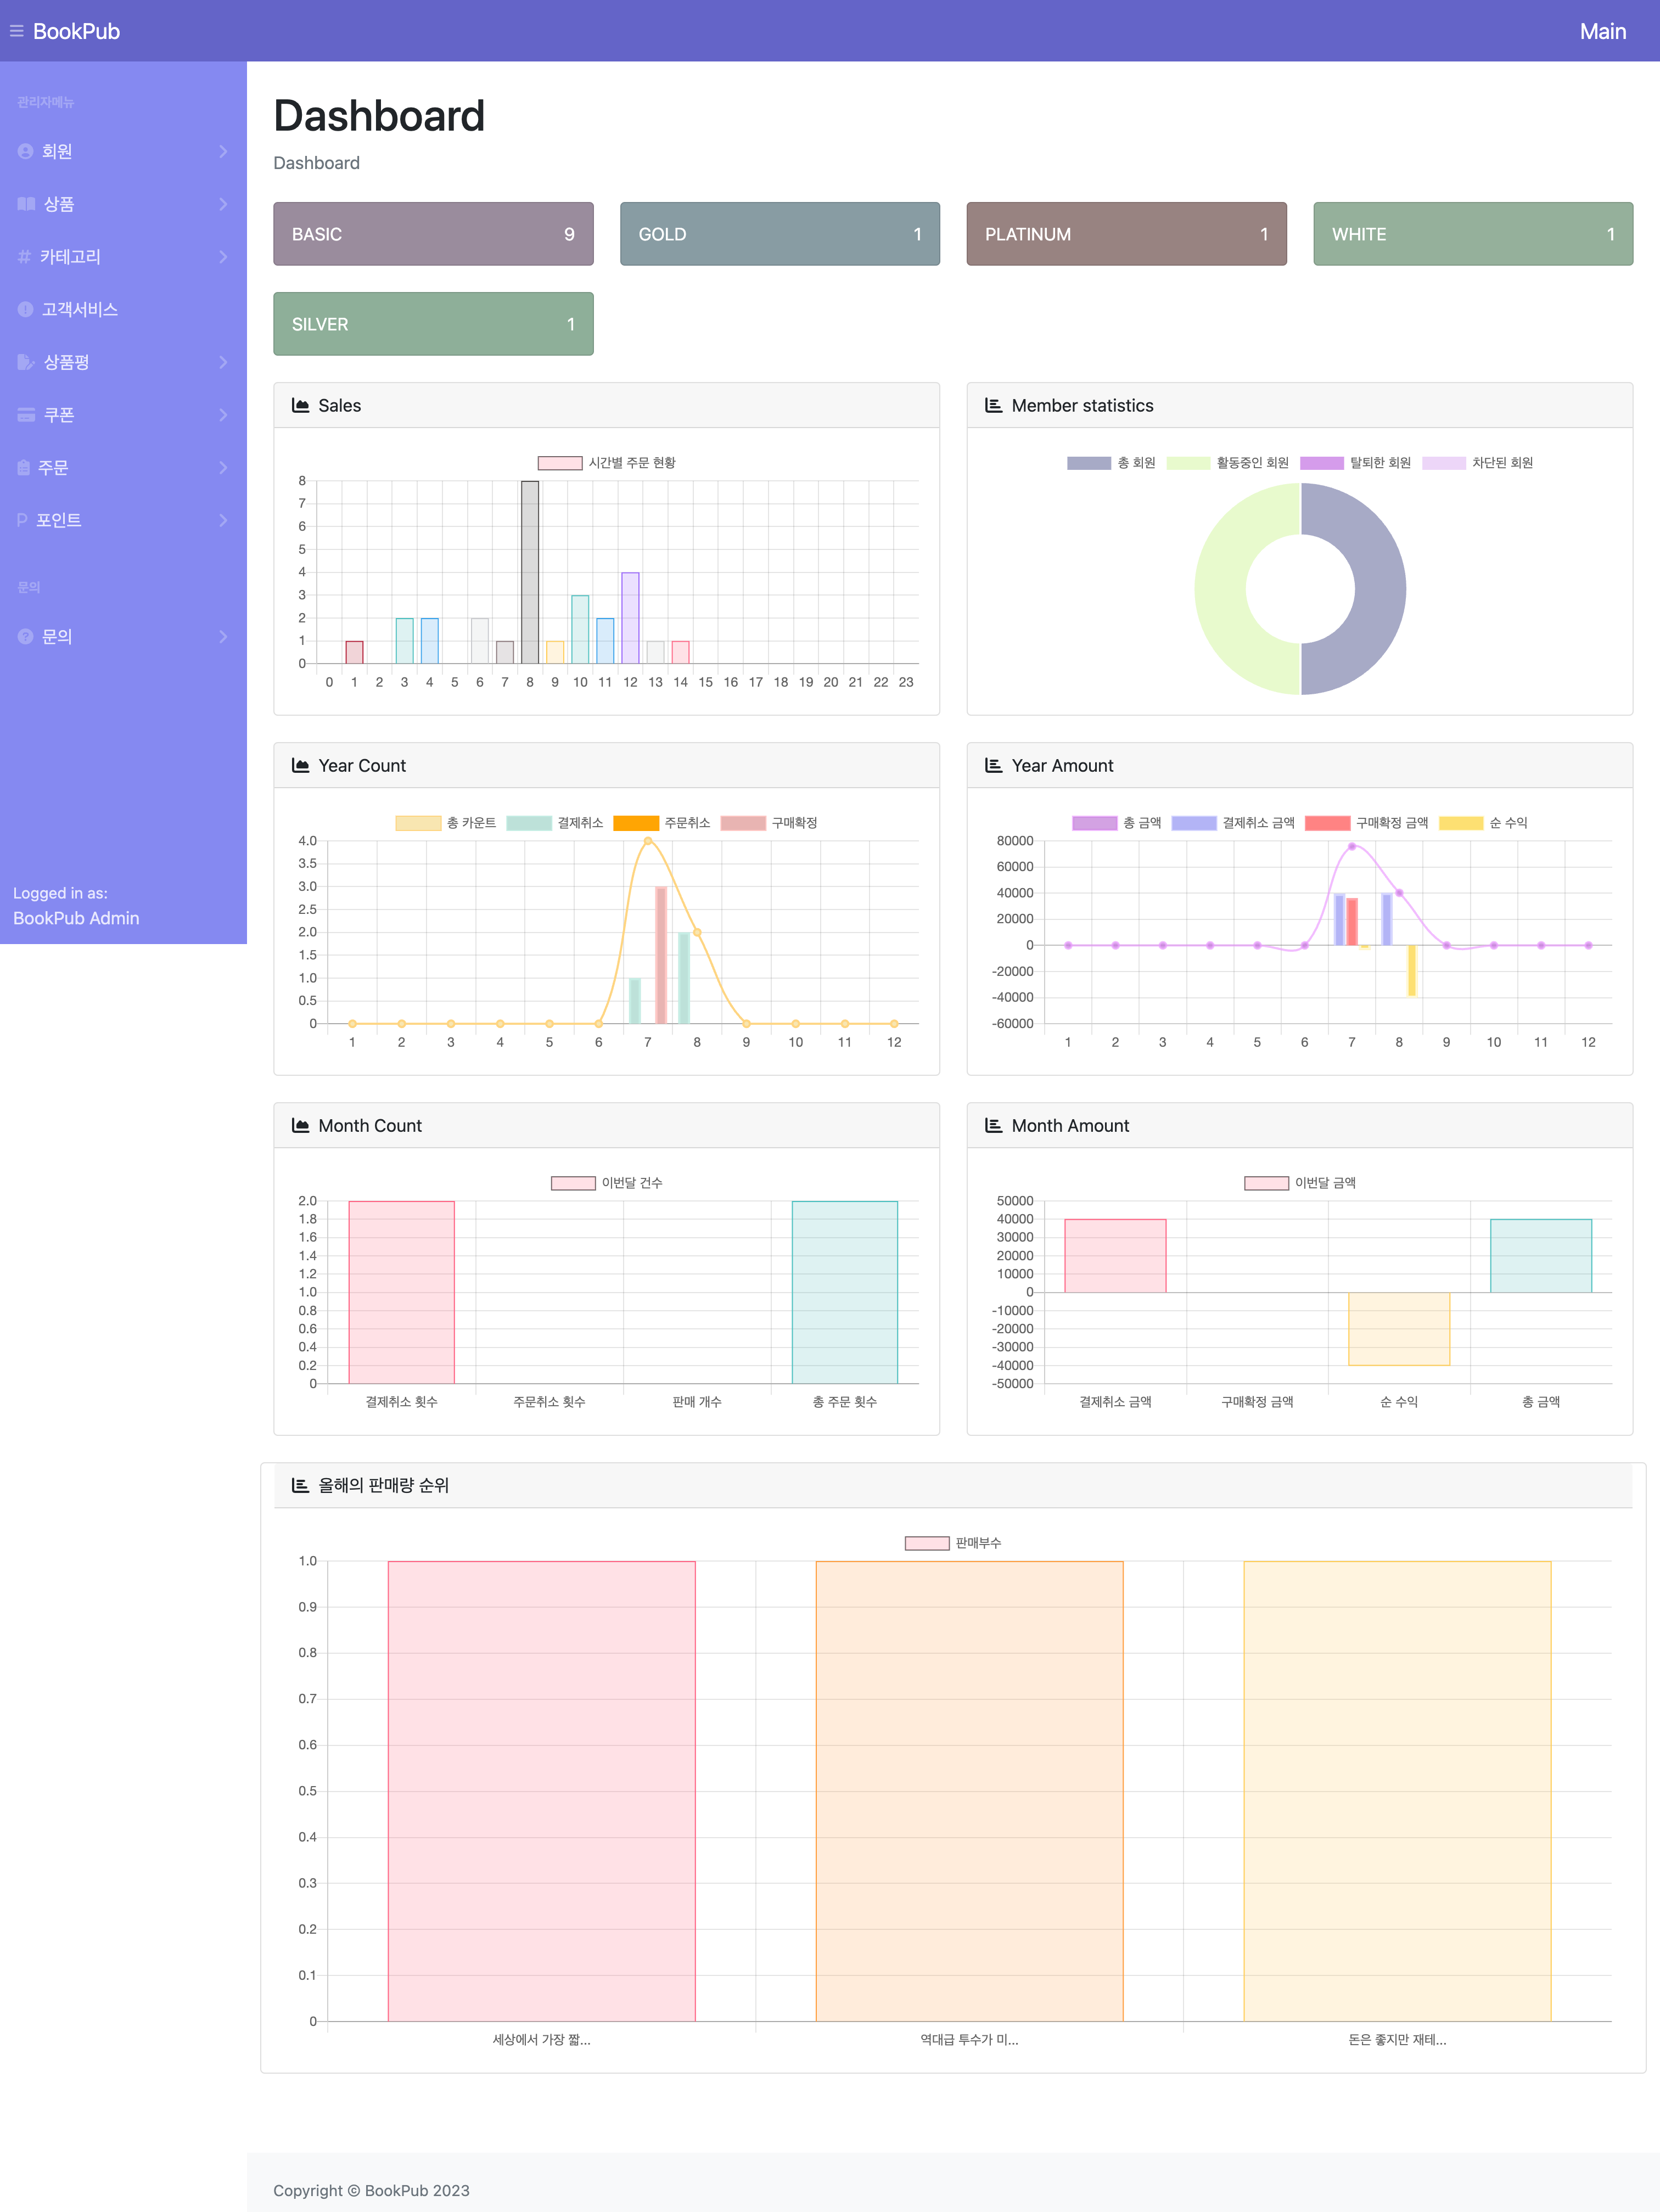 BookPub
Main
관리자메뉴
회원
상품
카테고리
고객서비스
상품평
쿠폰
주문
포인트
문의
문의
Logged in as:
BookPub Admin
Dashboard
Dashboard
BASIC 9
GOLD 1
PLATINUM 1
WHITE 1
SILVER 1
Sales
시간별 주문 현황
8
7
6
5
4
3
2
1
0
0 1 2 3 4 5 6 7 8 9 10 11 12 13 14 15 16 17 18 19 20 21 22 23
Member statistics
총 회원 활동중인 회원 탈퇴한 회원 차단된 회원
Year Count
총 카운트 결제취소 주문취소 구매확정
4.0
3.5
3.0
2.5
2.0
1.5
1.0
0.5
0
1 2 3 4 5 6 7 8 9 10 11 12
Year Amount
총 금액 결제취소 금액 구매확정 금액 순 수익
80000
60000
40000
20000
0
-20000
-40000
-60000
1 2 3 4 5 6 7 8 9 10 11 12
Month Count
이번달 건수
2.0
1.8
1.6
1.4
1.2
1.0
0.8
0.6
0.4
0.2
0
결제취소 횟수 주문취소 횟수 판매 개수 총 주문 횟수
Month Amount
이번달 금액
50000
40000
30000
20000
10000
0
-10000
-20000
-30000
-40000
-50000
결제취소 금액 구매확정 금액 순 수익 총 금액
올해의 판매량 순위
판매부수
1.0
0.9
0.8
0.7
0.6
0.5
0.4
0.3
0.2
0.1
0
세상에서 가장 짧... 역대급 투수가 미... 돈은 좋지만 재테...
Copyright © BookPub 2023